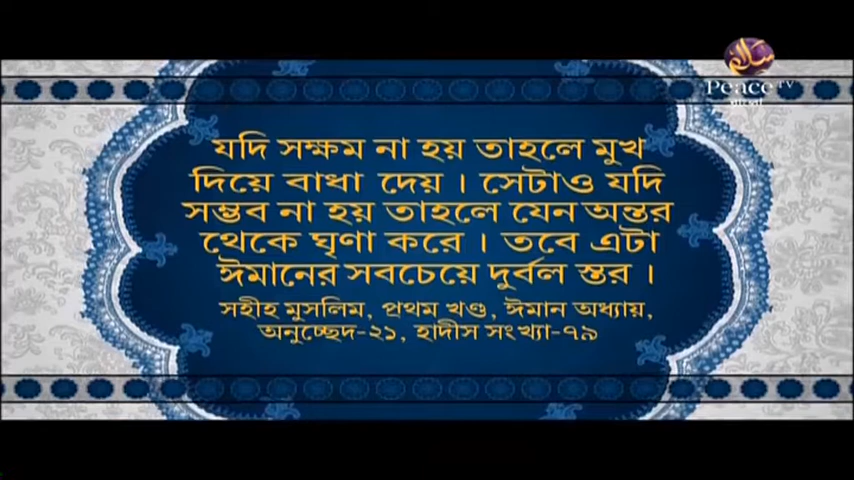 سلام
Peace TV
বাংলা
যদি সক্ষম না হয় তাহলে মুখ
দিয়ে বাধা দেয় । সেটাও যদি
সম্ভব না হয় তাহলে যেন অন্তর
থেকে ঘৃণা করে । তবে এটা
ঈমানের সবচেয়ে দুর্বল স্তর ।
সহীহ মুসলিম, প্রথম খণ্ড, ঈমান অধ্যায়,
অনুচ্ছেদ-২১, হাদীস সংখ্যা-৭৯